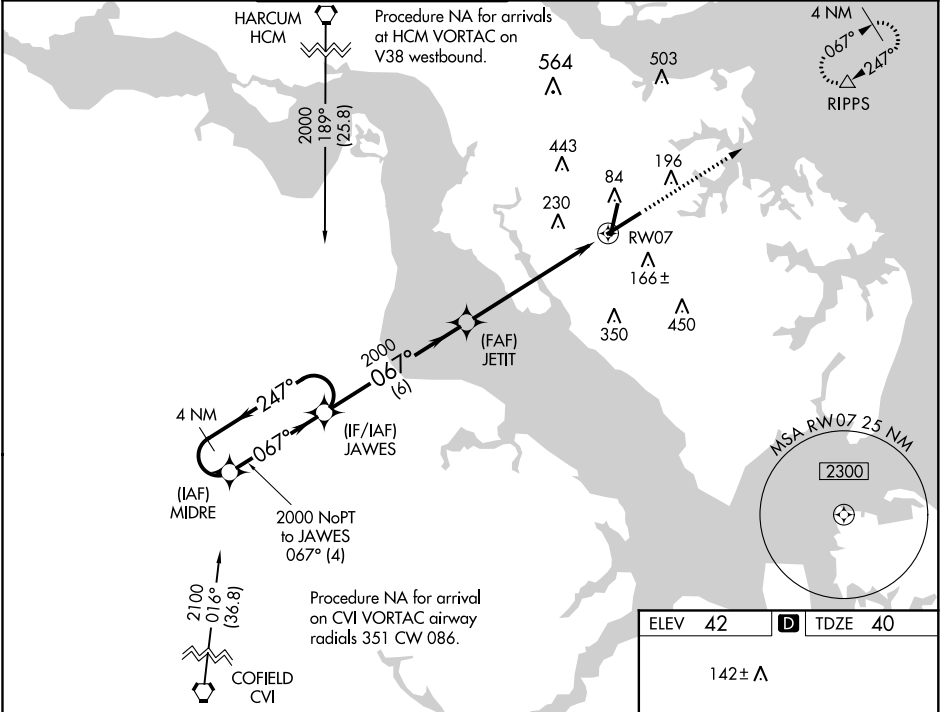 HARCUM
HCM
Procedure NA for arrivals
at HCM VORTAC on
V38 westbound.
2000
189°
(25.8)
564
503
443
84
196
230
RW07
166±
350
450
4 NM
067°
247°
RIPPS
(FAF)
JETIT
2000
067°
(6)
4 NM
247°
067°
(IF/IAF)
JAWES
(IAF)
MIDRE
2000 NoPT
to JAWES
067° (4)
2100
016°
(36.8)
Procedure NA for arrival
on CVI VORTAC airway
radials 351 CW 086.
COFIELD
CVI
MSA RW07 25 NM
2300
ELEV 42 D TDZE 40
142±